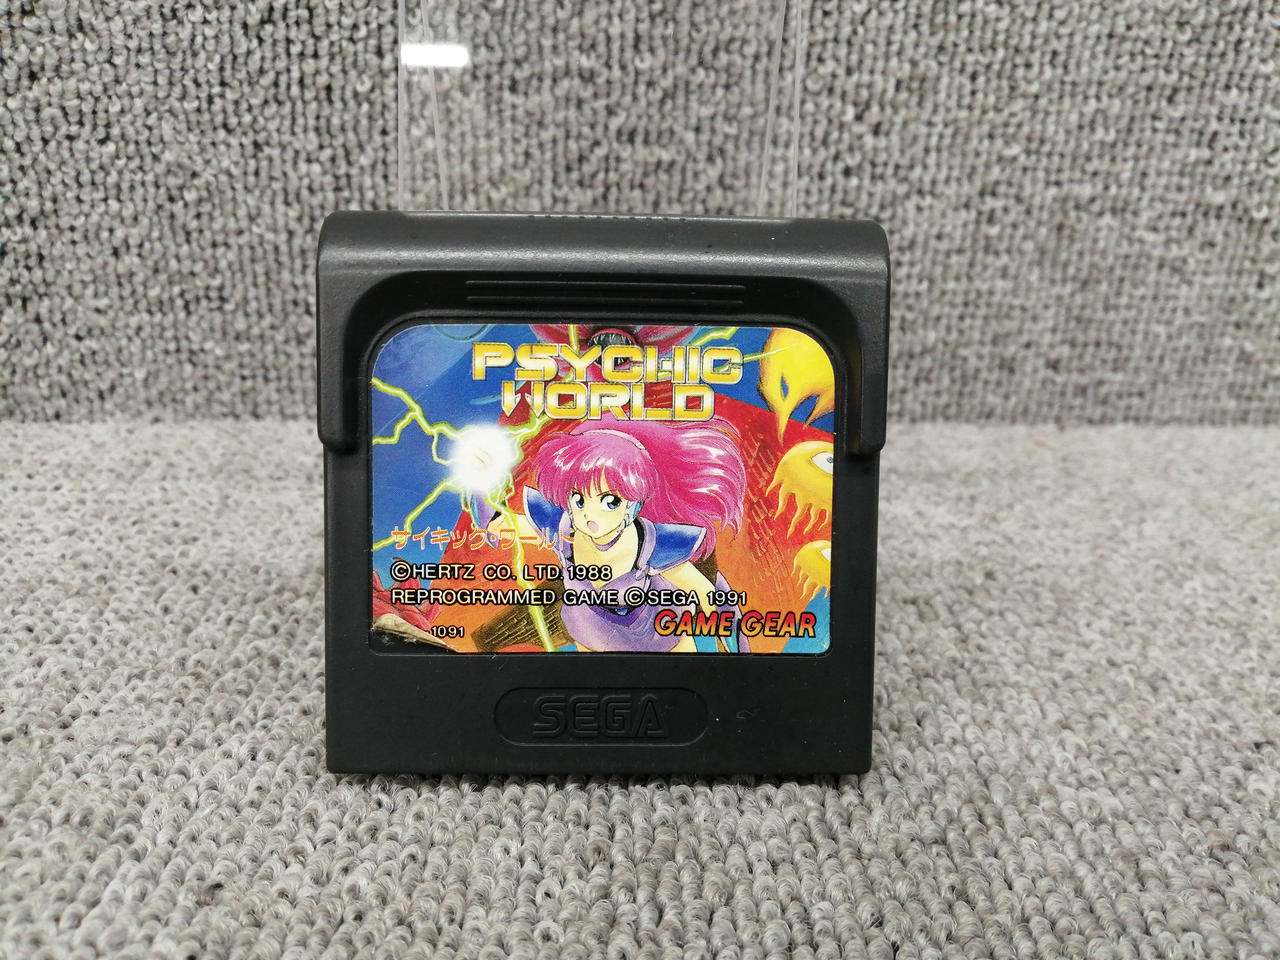 PSYCHIC
WORLD
サイキック・ワールド
©HERTZ CO. LTD. 1988
REPROGRAMMED GAME ©SEGA 1991
1091
GAME GEAR
SEGA